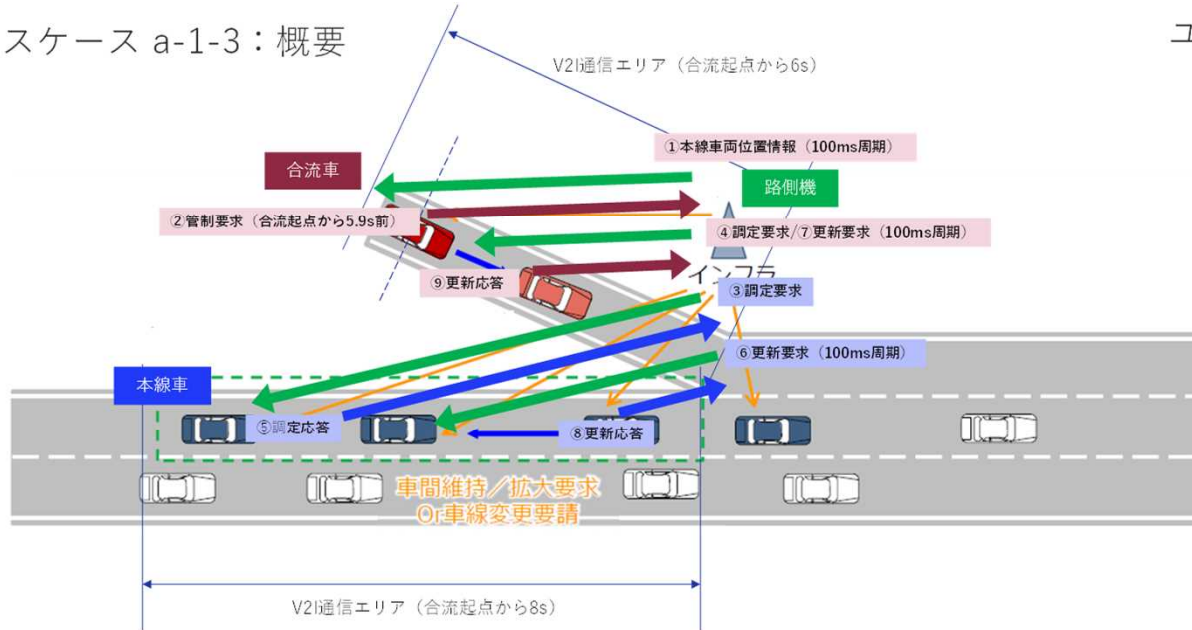 スケース a-1-3：概要
ユ
V2I通信エリア（合流起点から6s）
①本線車両位置情報（100ms周期）
合流車
路側機
②管制要求（合流起点から5.9s前）
④調定要求/⑦更新要求（100ms周期）
インフラ
⑨更新応答
③調定要求
⑥更新要求（100ms周期）
本線車
⑤調定応答
⑧更新応答
車間維持／拡大要求
Or車線変更要請
V2I通信エリア（合流起点から8s）